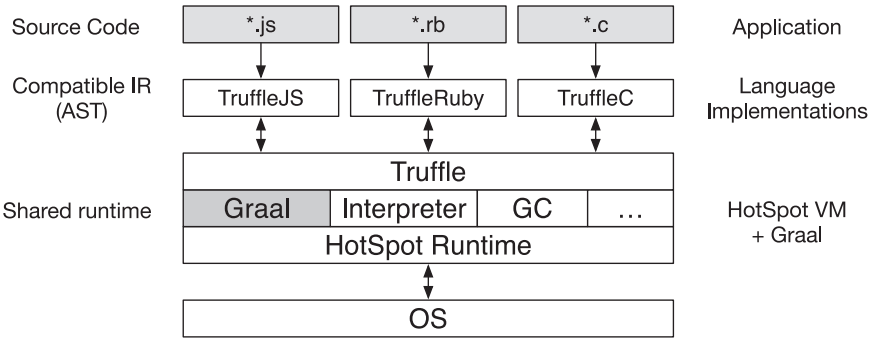 Source Code
*.js
*.rb
*.c
Application
Compatible IR
(AST)
TruffleJS
TruffleRuby
TruffleC
Language
Implementations
Truffle
Shared runtime
Graal
Interpreter
GC
...
HotSpot VM
+ Graal
HotSpot Runtime
OS